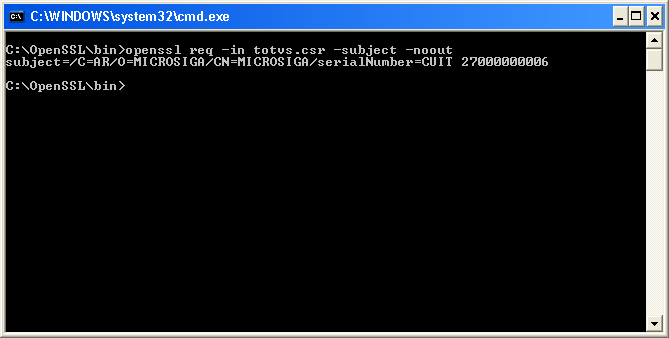 C:\WINDOWS\system32\cmd.exe
C:\OpenSSL\bin>openssl req -in totvs.csr -subject -noout
subject=/C=AR/O=MICROSIGA/CN=MICROSIGA/serialNumber=CUIT 27000000006
C:\OpenSSL\bin>